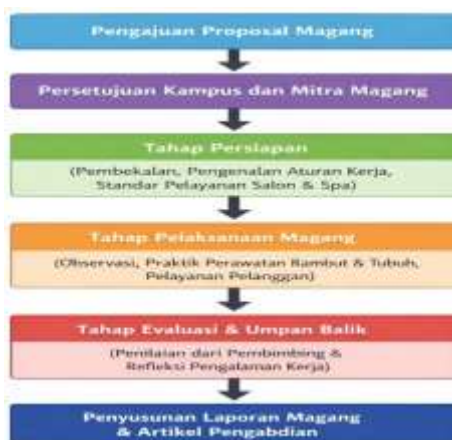 Pengajuan Proposal Magang
Persetujuan Kampus dan Mitra Magang
Tahap Persiapan
(Pembekalan, Pengenalan Aturan Kerja,
Standar Pelayanan Salon & Spa)
Tahap Pelaksanaan Magang
(Observasi, Praktik Perawatan Rambut & Tubuh,
Pelayanan Pelanggan)
Tahap Evaluasi & Umpan Balik
(Penilaian dari Pembimbing &
Refleksi Pengalaman Kerja)
Penyusunan Laporan Magang
& Artikel Pengabdian